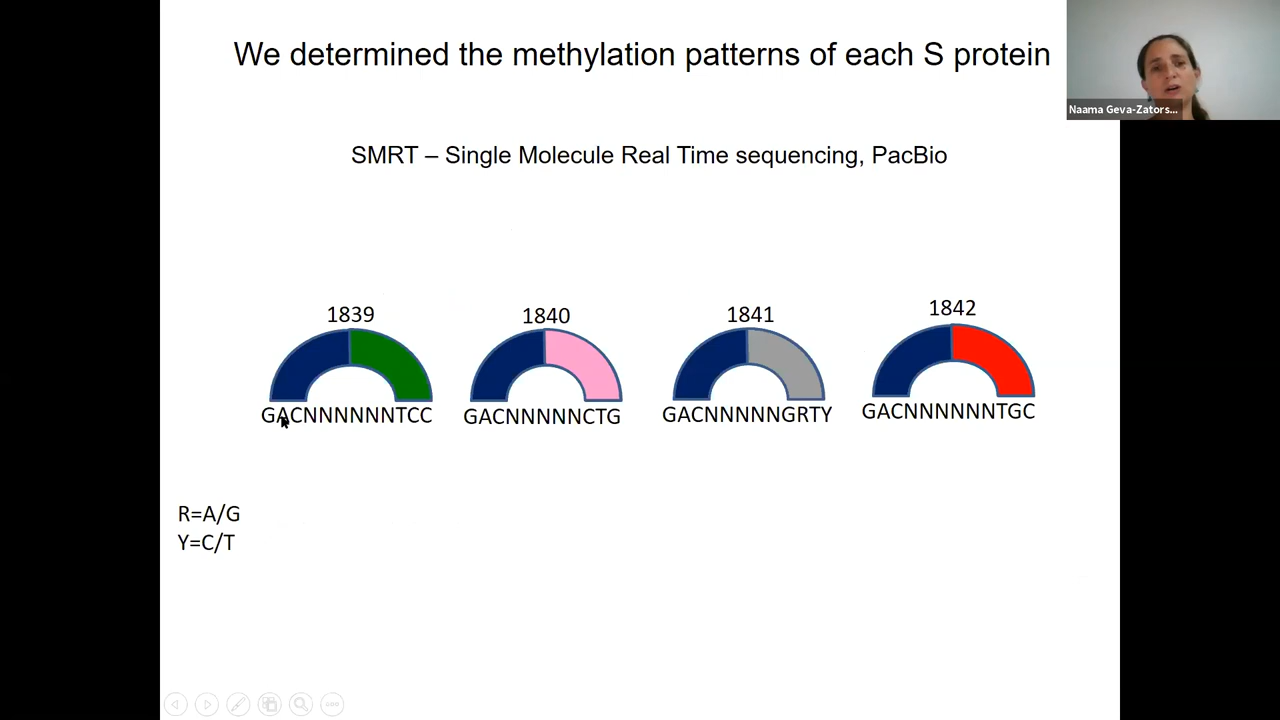 We determined the methylation patterns of each S protein
Naama Geva-Zators...
SMRT – Single Molecule Real Time sequencing, PacBio
1839
1840
1841
1842
GACNNNNNNTCC
GACNNNNNCTG
GACNNNNNGRTY
GACNNNNNNTGC
R=A/G
Y=C/T